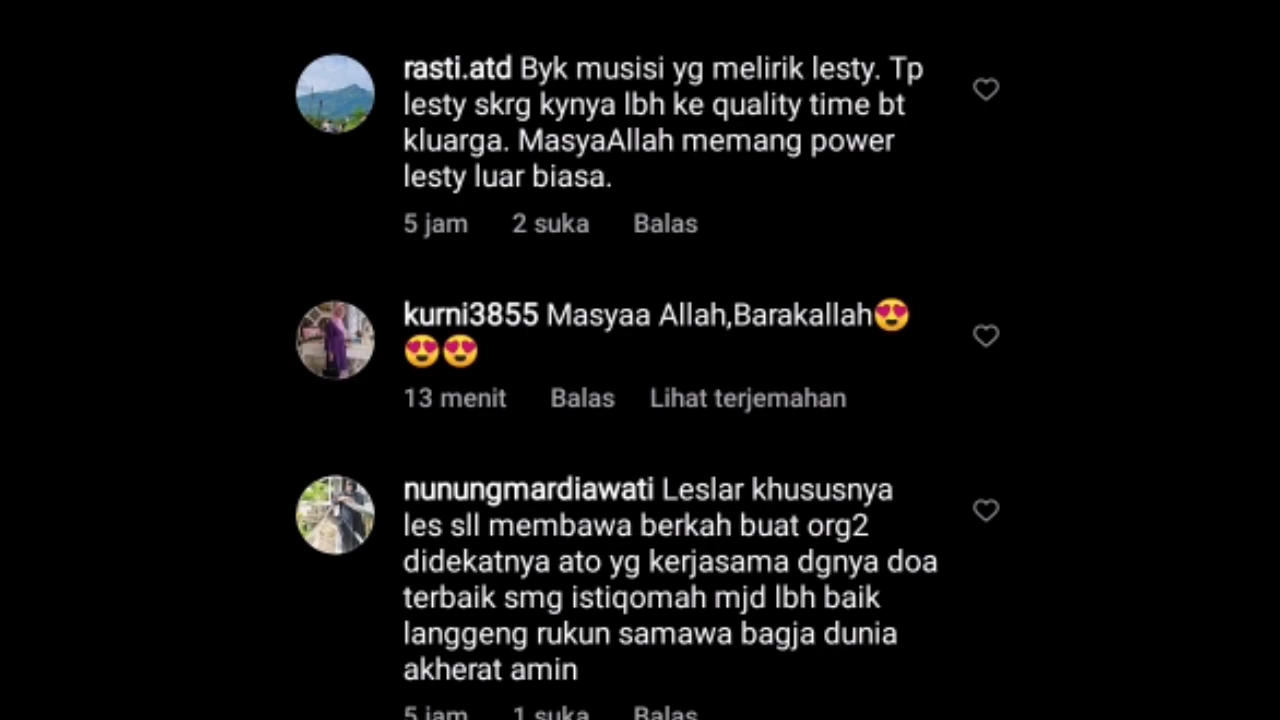 rasti.atd Byk musisi yg melirik lesty. Tp
lesty skrg kynya lbh ke quality time bt
kluarga. MasyaAllah memang power
lesty luar biasa.
5 jam 2 suka Balas
kurni3855 Masyaa Allah,Barakallah😍
😍😍
13 menit Balas Lihat terjemahan
nunungmardiawati Leslar khususnya
les sll membawa berkah buat org2
didekatnya ato yg kerjasama dgnya doa
terbaik smg istiqomah mjd lbh baik
langgeng rukun samawa bagja dunia
akherat amin
5 jam 1 suka Balas